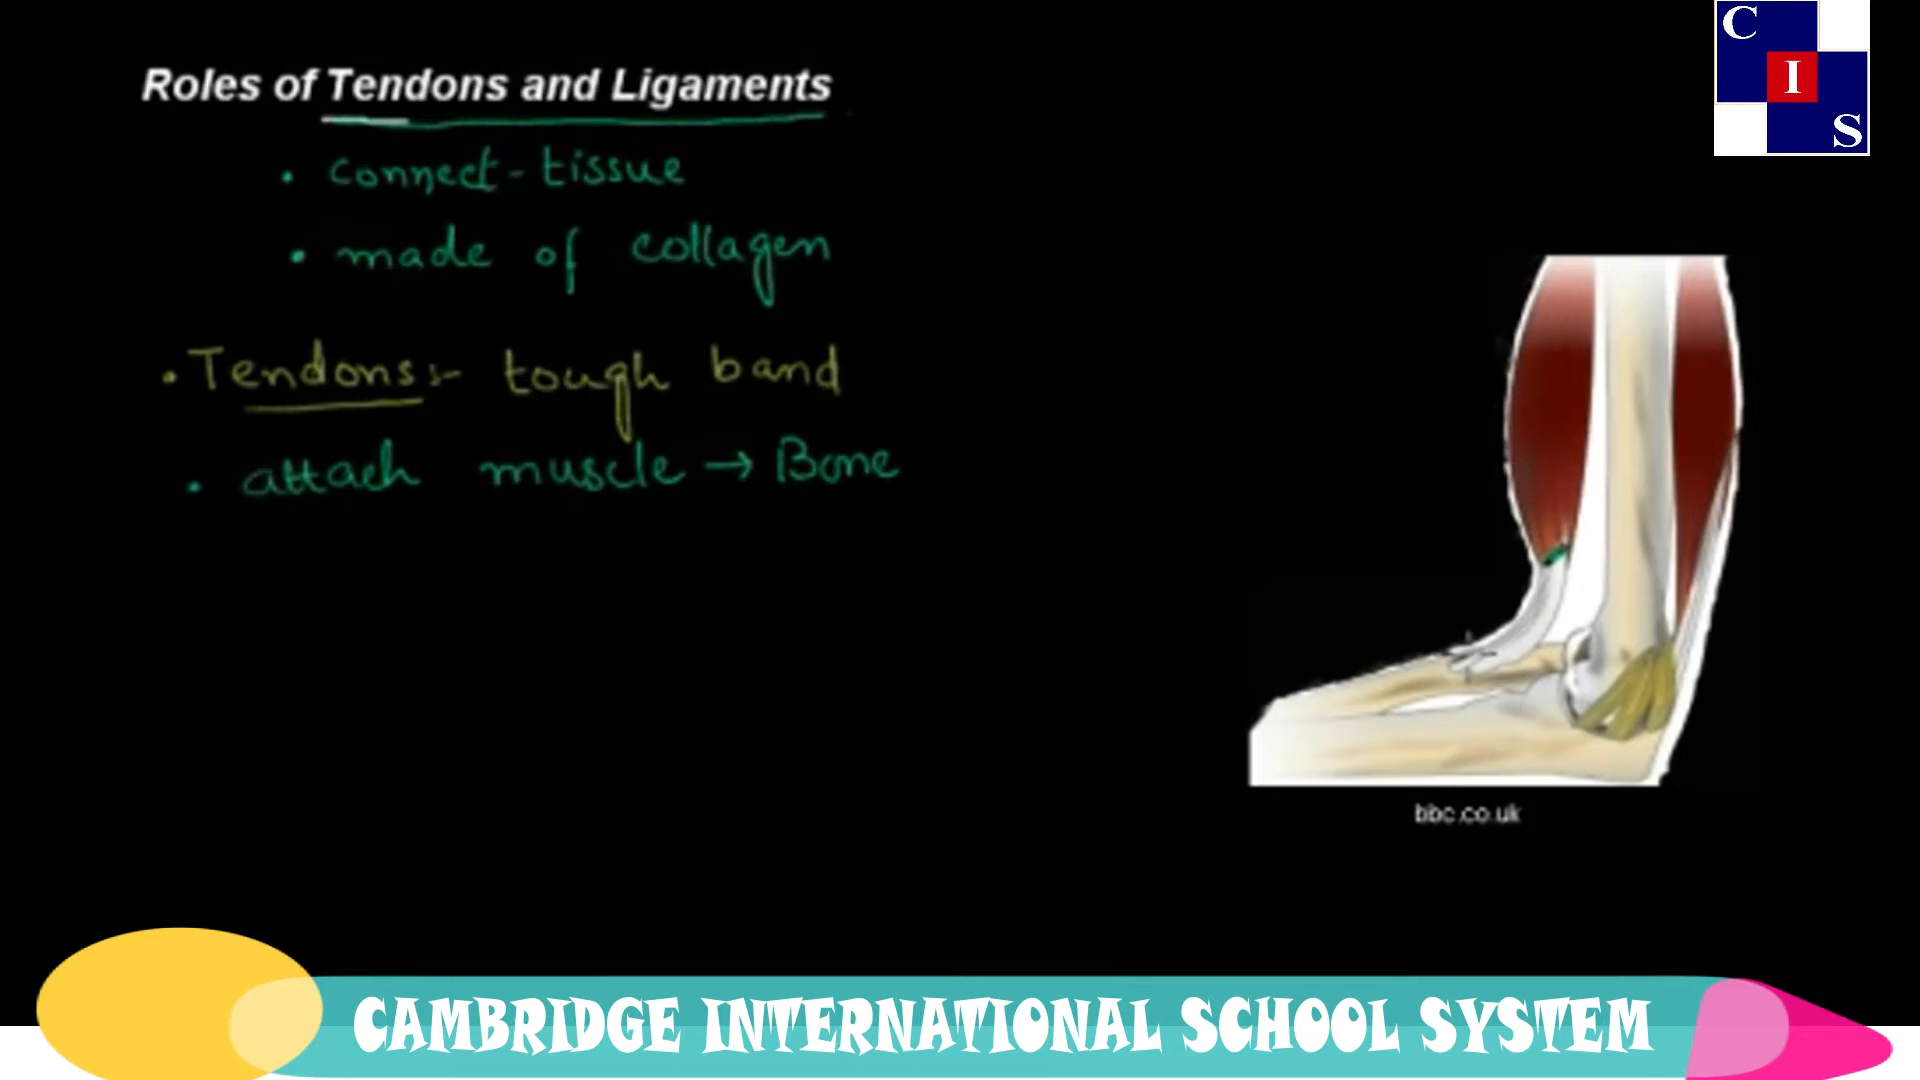 Roles of Tendons and Ligaments
• connect - tissue
• made of collagen
• Tendons:- tough band
• attach muscle → Bone
C
I
S
bbc.co.uk
CAMBRIDGE INTERNATIONAL SCHOOL SYSTEM